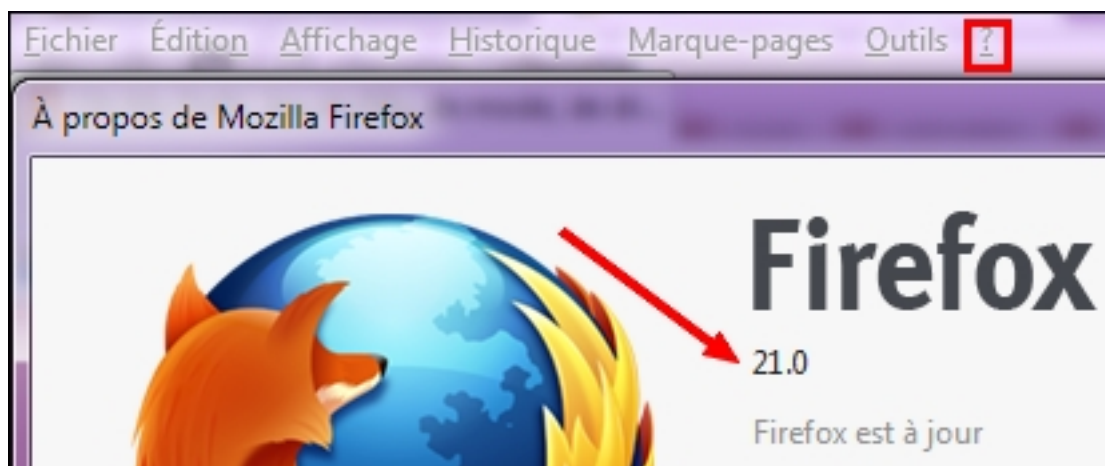 Fichier Édition Affichage Historique Marque-pages Outils ?
À propos de Mozilla Firefox
Firefox
21.0
Firefox est à jour